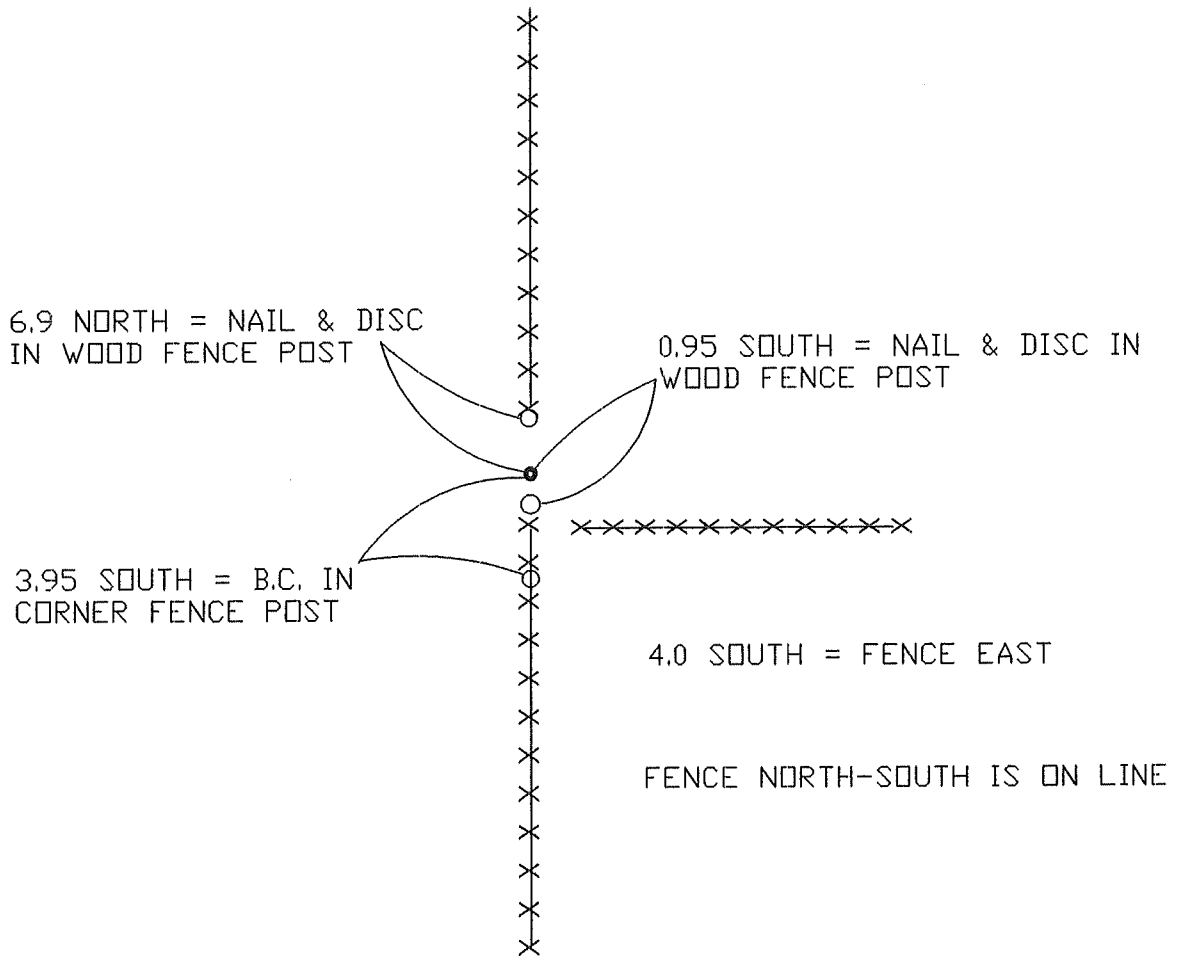 6.9 NORTH = NAIL & DISC
IN WOOD FENCE POST
0.95 SOUTH = NAIL & DISC IN
WOOD FENCE POST
3.95 SOUTH = B.C. IN
CORNER FENCE POST
4.0 SOUTH = FENCE EAST
FENCE NORTH-SOUTH IS ON LINE